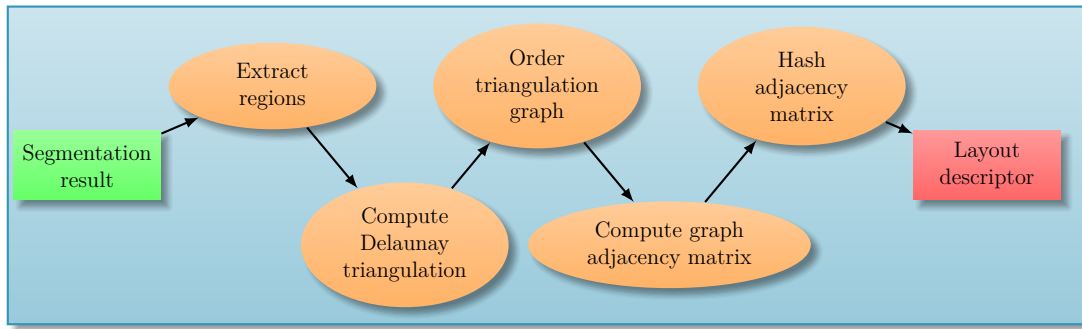 Segmentation
result
Extract
regions
Compute
Delaunay
triangulation
Order
triangulation
graph
Compute graph
adjacency matrix
Hash
adjacency
matrix
Layout
descriptor